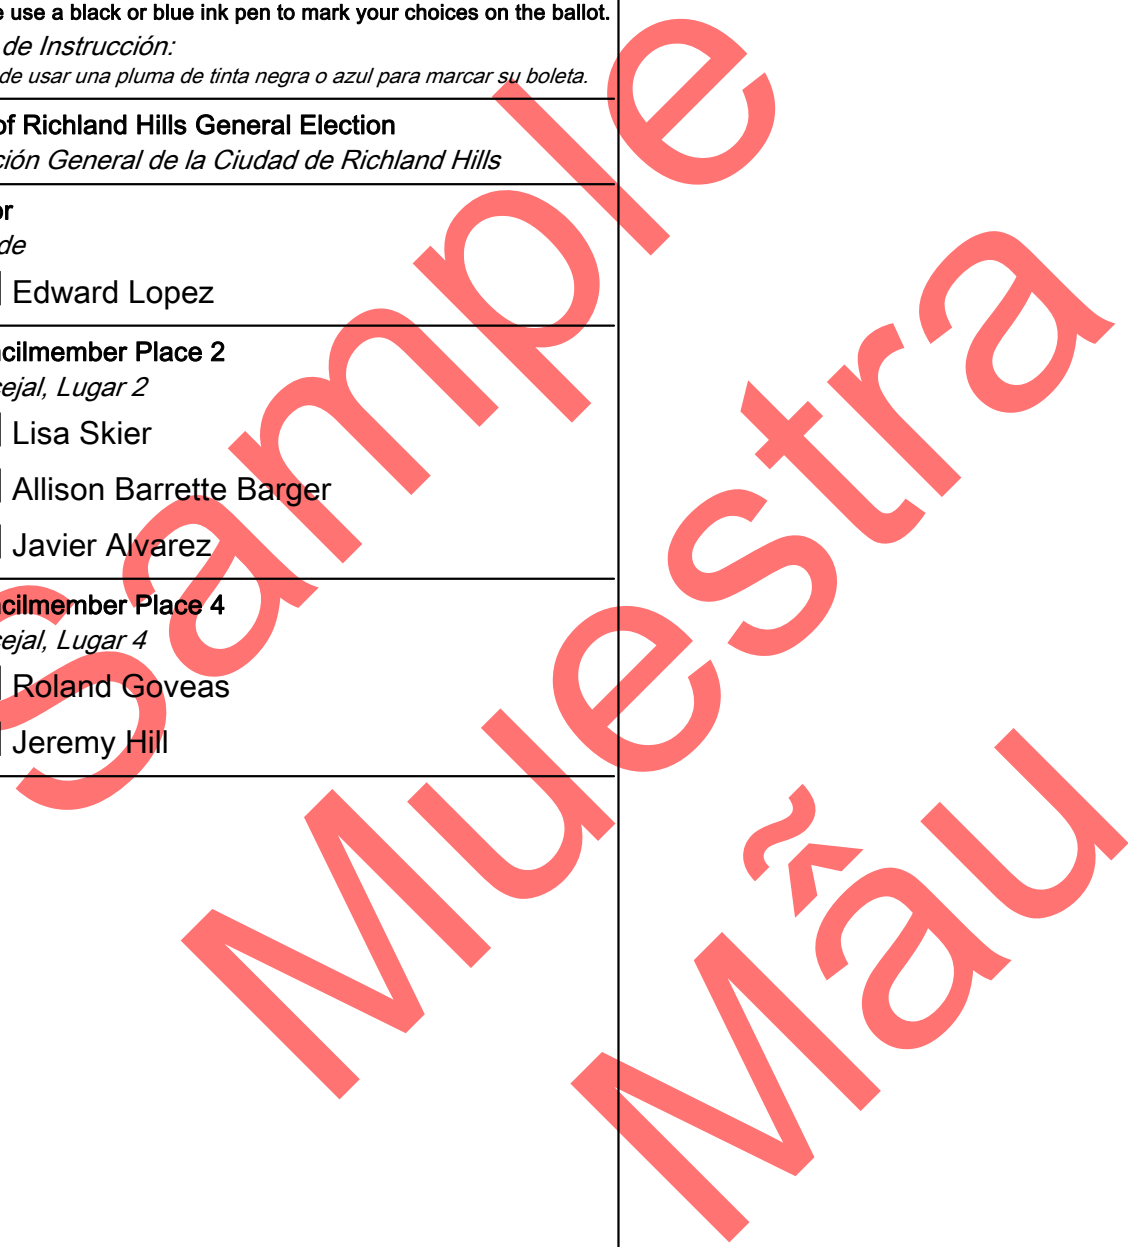 use a black or blue ink pen to mark your choices on the ballot.
de Instrucción:
de usar una pluma de tinta negra o azul para marcar su boleta.
of Richland Hills General Election
ción General de la Ciudad de Richland Hills
or
de
Edward Lopez
cilmember Place 2
ejal, Lugar 2
Lisa Skier
Allison Barrette Barger
Javier Alvarez
cilmember Place 4
ejal, Lugar 4
Roland Goveas
Jeremy Hill
Sample
Muestra
Mẫu